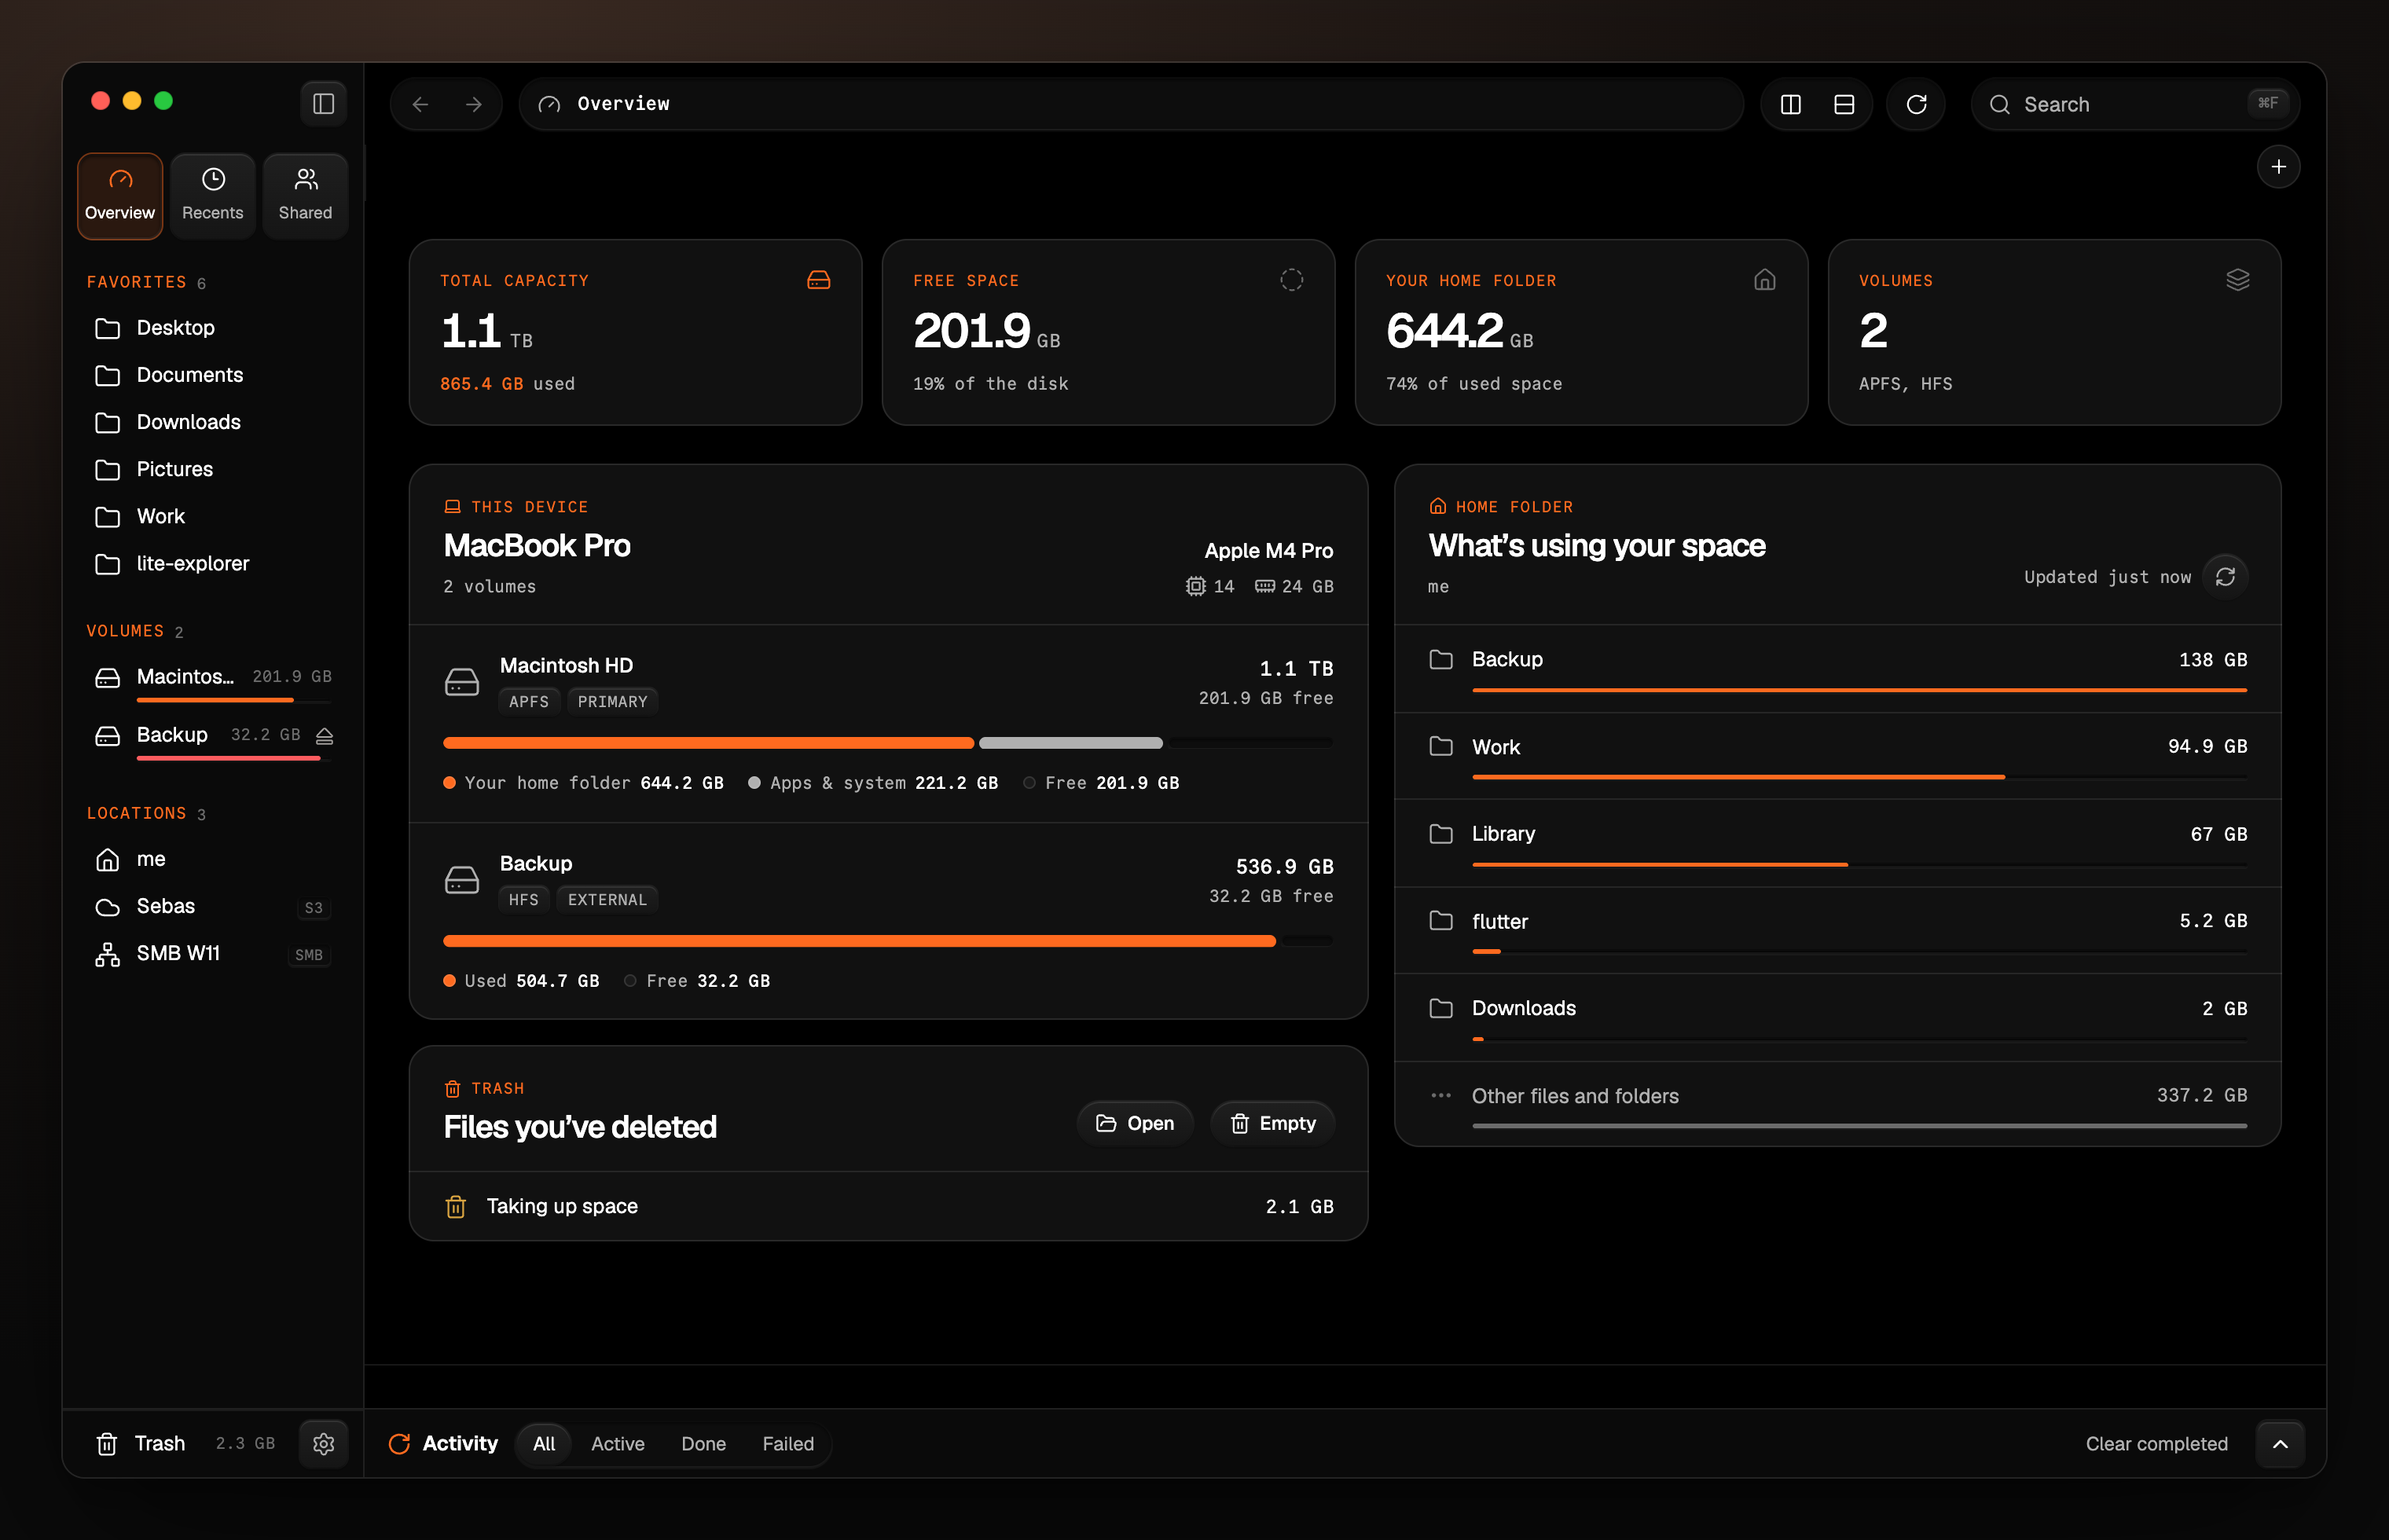 Overview
Search
⌘F
Overview
Recents
Shared
FAVORITES 6
Desktop
Documents
Downloads
Pictures
Work
lite-explorer
VOLUMES 2
Macintos... 201.9 GB
Backup 32.2 GB
LOCATIONS 3
me
Sebas S3
SMB W11 SMB
Trash 2.3 GB
TOTAL CAPACITY
1.1 TB
865.4 GB used
FREE SPACE
201.9 GB
19% of the disk
YOUR HOME FOLDER
644.2 GB
74% of used space
VOLUMES
2
APFS, HFS
THIS DEVICE
MacBook Pro
2 volumes
Apple M4 Pro
14 24 GB
Macintosh HD
APFS PRIMARY
1.1 TB
201.9 GB free
Your home folder 644.2 GB Apps & system 221.2 GB Free 201.9 GB
Backup
HFS EXTERNAL
536.9 GB
32.2 GB free
Used 504.7 GB Free 32.2 GB
TRASH
Files you’ve deleted
Open Empty
Taking up space 2.1 GB
HOME FOLDER
What’s using your space
me
Updated just now
Backup 138 GB
Work 94.9 GB
Library 67 GB
flutter 5.2 GB
Downloads 2 GB
Other files and folders 337.2 GB
Activity All Active Done Failed
Clear completed